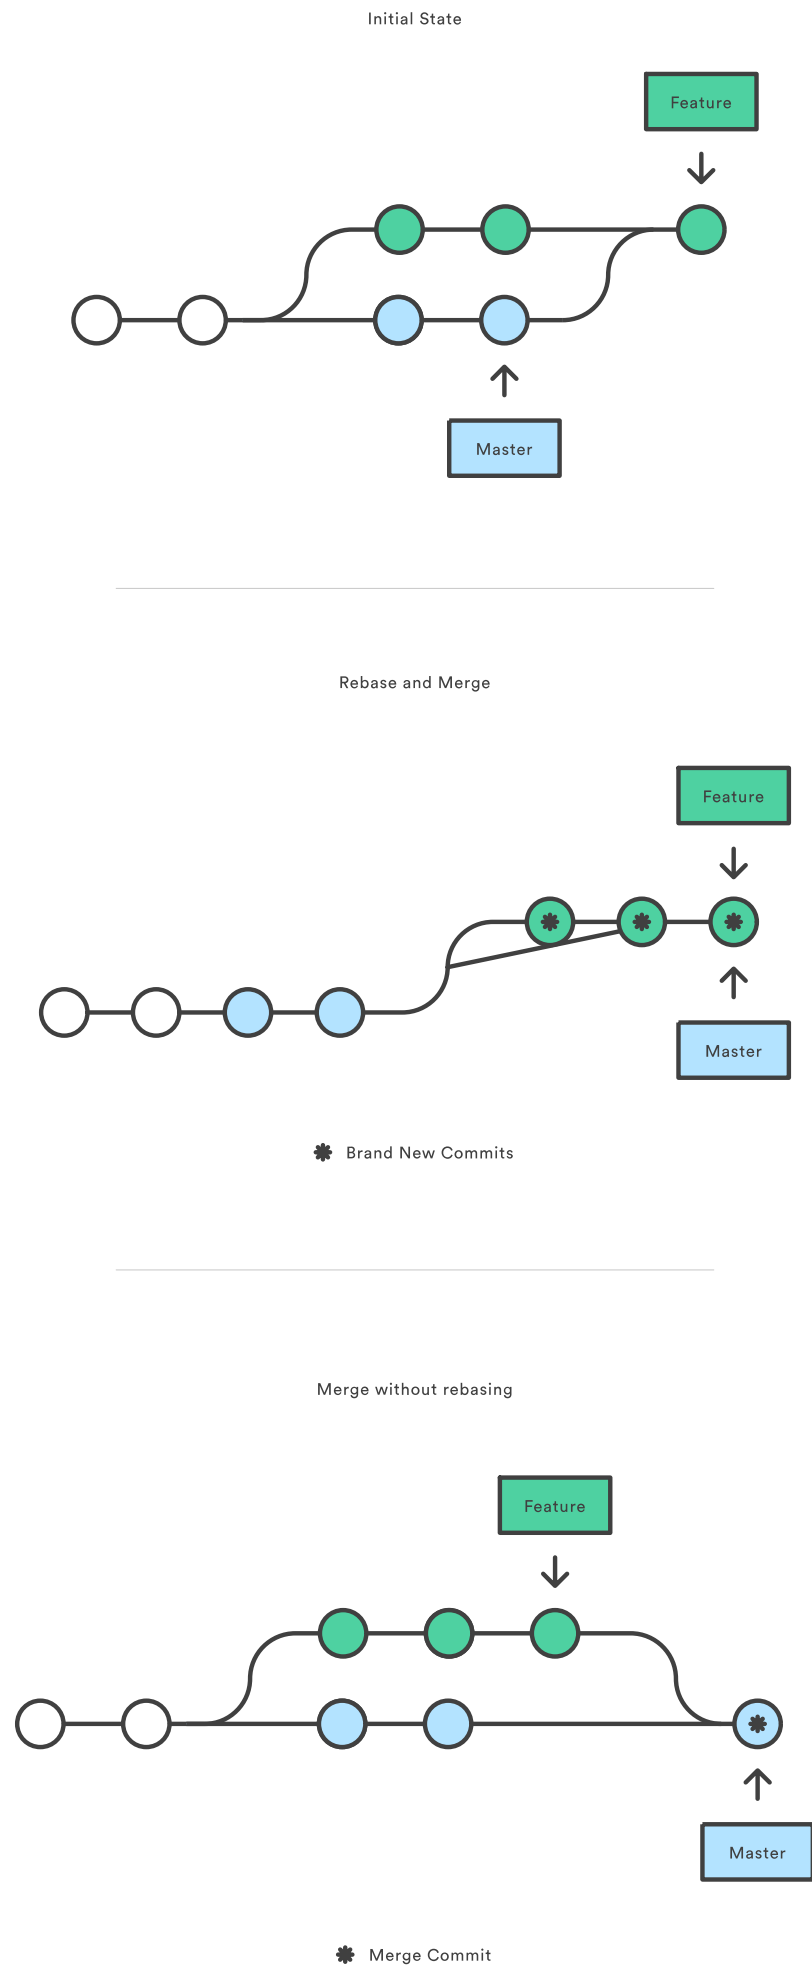 Initial State
Feature
Master
Rebase and Merge
Feature
Master
Brand New Commits
Merge without rebasing
Feature
Master
Merge Commit